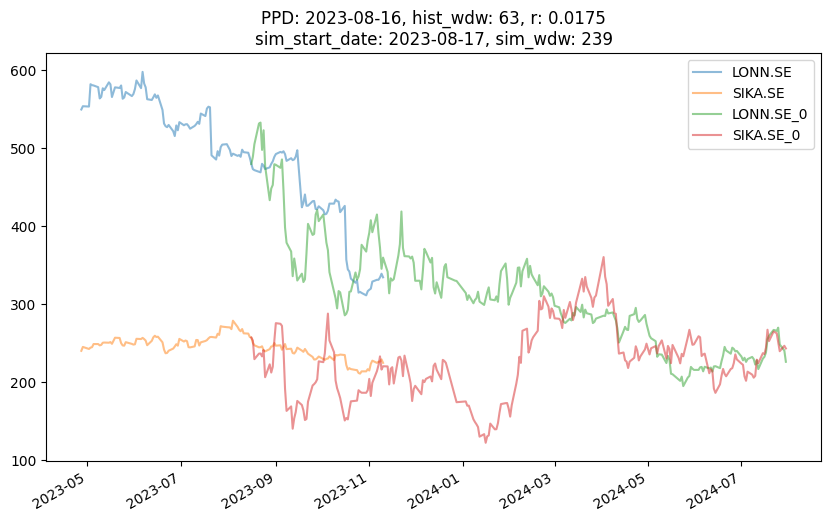 PPD: 2023-08-16, hist_wdw: 63, r: 0.0175
sim_start_date: 2023-08-17, sim_wdw: 239
LONN.SE
SIKA.SE
LONN.SE_0
SIKA.SE_0
600
500
400
300
200
100
2023-05
2023-07
2023-09
2023-11
2024-01
2024-03
2024-05
2024-07